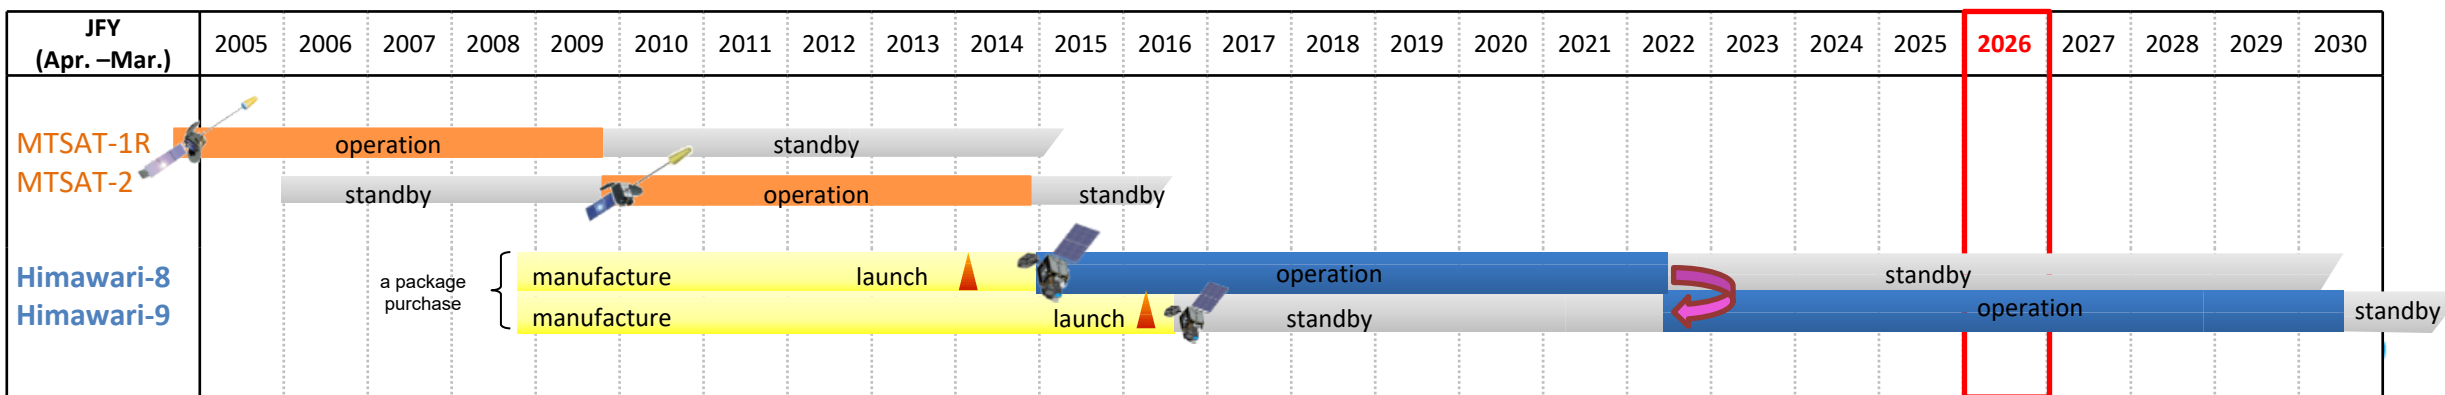 JFY
(Apr. –Mar.)
2005 2006 2007 2008 2009 2010 2011 2012 2013 2014 2015 2016 2017 2018 2019 2020 2021 2022 2023 2024 2025 2026 2027 2028 2029 2030
MTSAT-1R operation standby
MTSAT-2 standby operation standby
a package
purchase
Himawari-8 manufacture launch operation standby
Himawari-9 manufacture launch standby operation standby